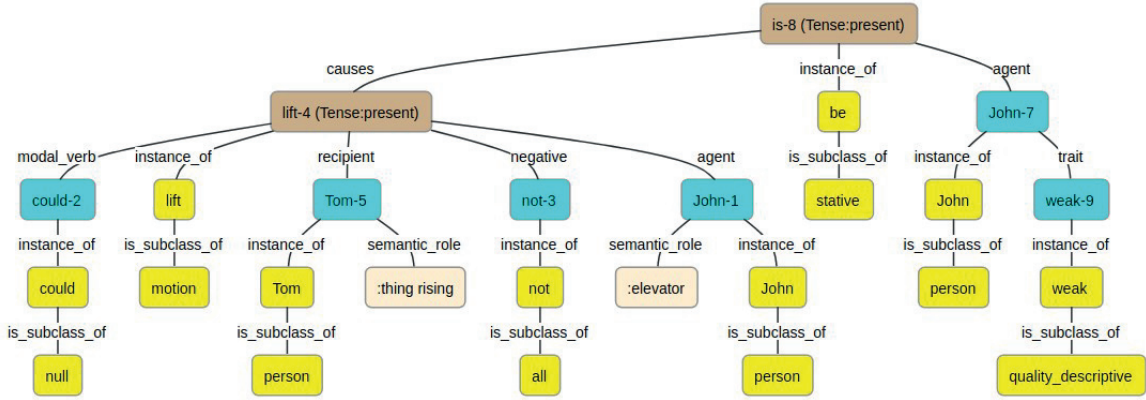 is-8 (Tense:present)
causes
instance_of
agent
lift-4 (Tense:present)
be
John-7
modal_verb
instance_of
recipient
negative
agent
is_subclass_of
instance_of
trait
could-2
lift
Tom-5
not-3
John-1
stative
John
weak-9
instance_of
is_subclass_of
instance_of
semantic_role
instance_of
semantic_role
instance_of
is_subclass_of
instance_of
could
motion
Tom
:thing rising
not
:elevator
John
person
weak
is_subclass_of
is_subclass_of
is_subclass_of
is_subclass_of
is_subclass_of
null
person
all
person
quality_descriptive